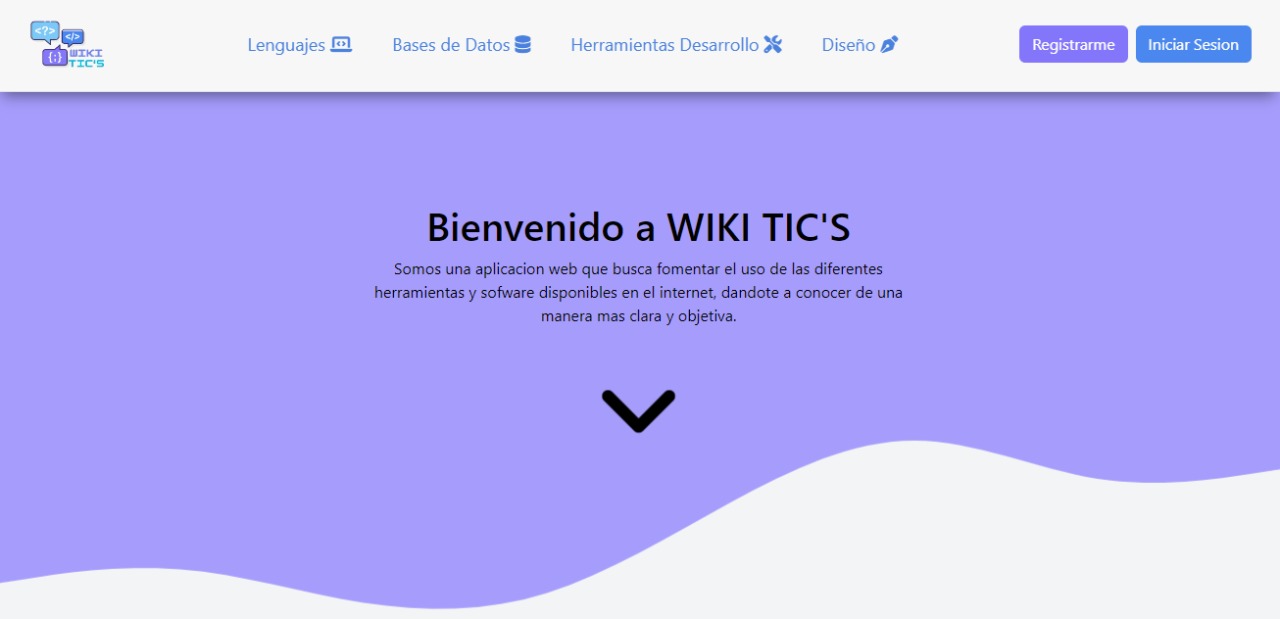 <?>
</>
{;}
WIKI
TIC'S
Lenguajes
Bases de Datos
Herramientas Desarrollo
Diseño
Registrarme
Iniciar Sesion
Bienvenido a WIKI TIC'S
Somos una aplicacion web que busca fomentar el uso de las diferentes
herramientas y sofware disponibles en el internet, dandote a conocer de una
manera mas clara y objetiva.